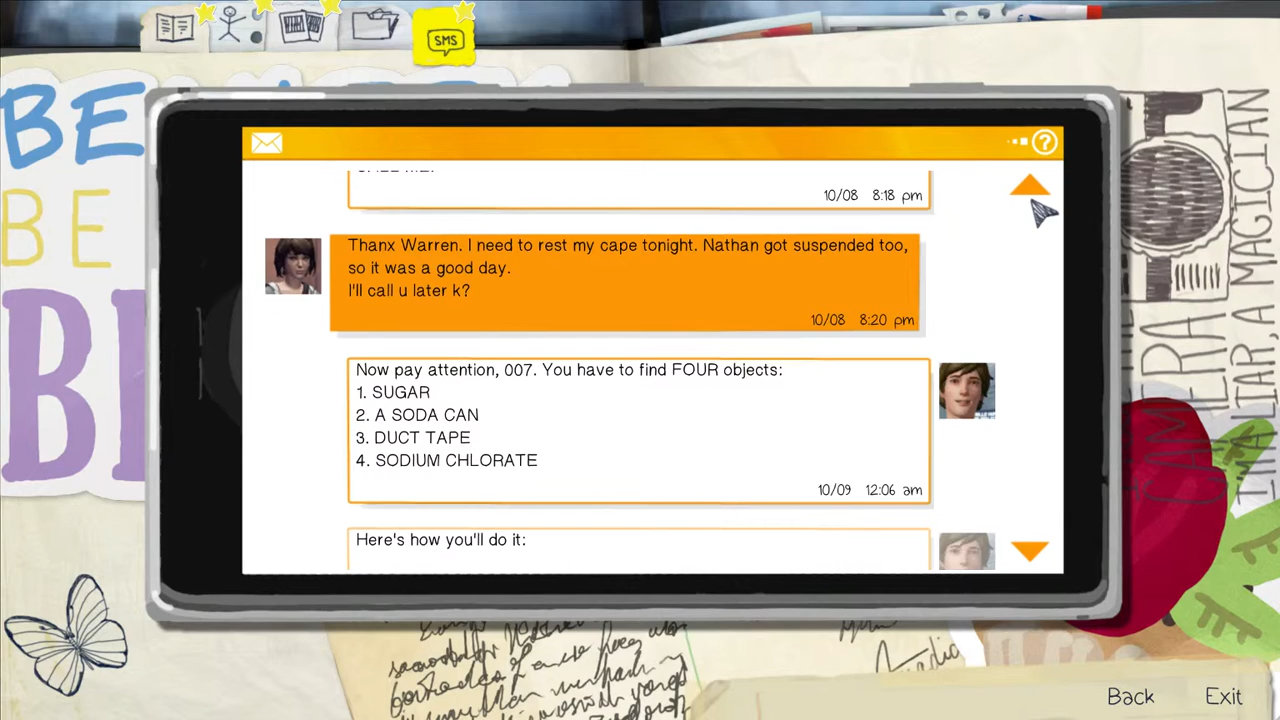 SMS
10/08 8:18 pm
Thanx Warren. I need to rest my cape tonight. Nathan got suspended too,
so it was a good day.
I'll call u later k?
10/08 8:20 pm
Now pay attention, 007. You have to find FOUR objects:
1. SUGAR
2. A SODA CAN
3. DUCT TAPE
4. SODIUM CHLORATE
10/09 12:06 am
Here's how you'll do it:
BE
BE
CAMERA
LIAR, A MAGICIAN
Back
Exit